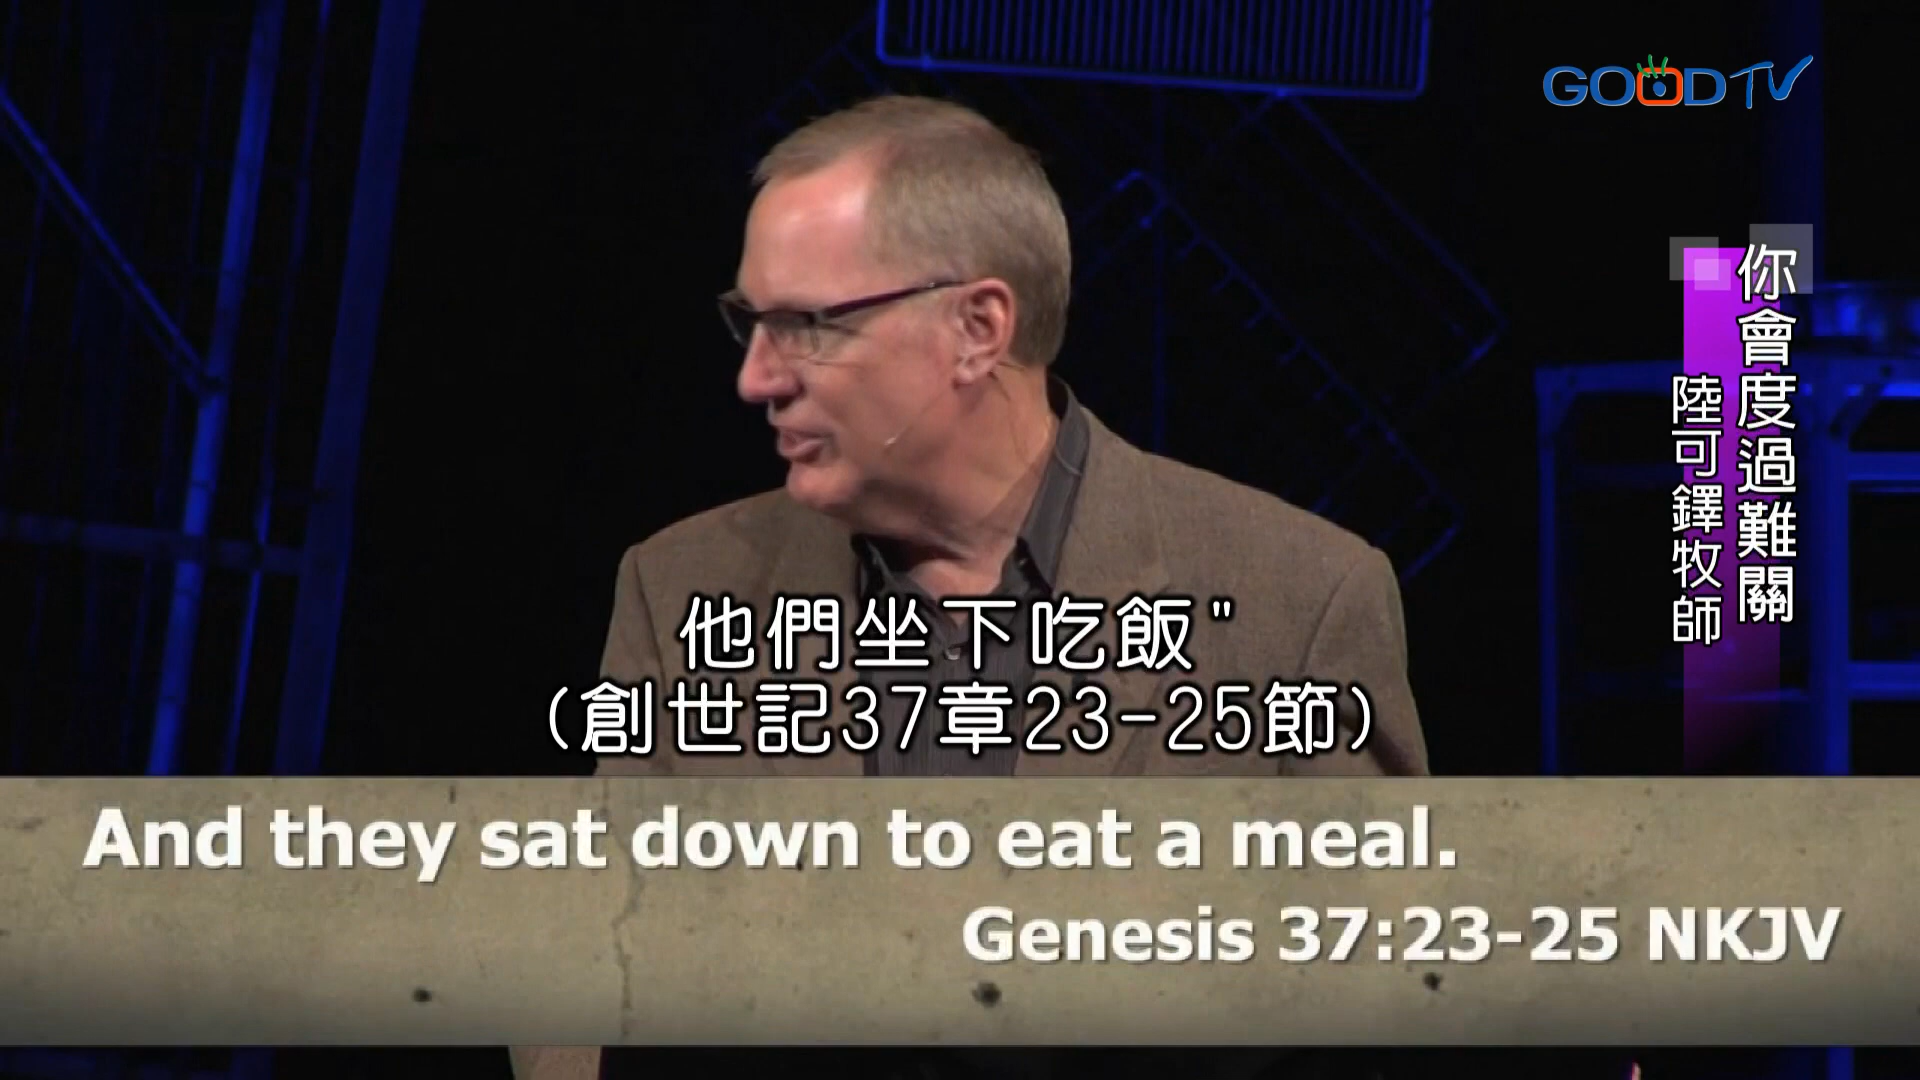 GOODTV
你會度過難關
陸可鐸牧師
他們坐下吃飯"
(創世記37章23-25節)
And they sat down to eat a meal.
Genesis 37:23-25 NKJV